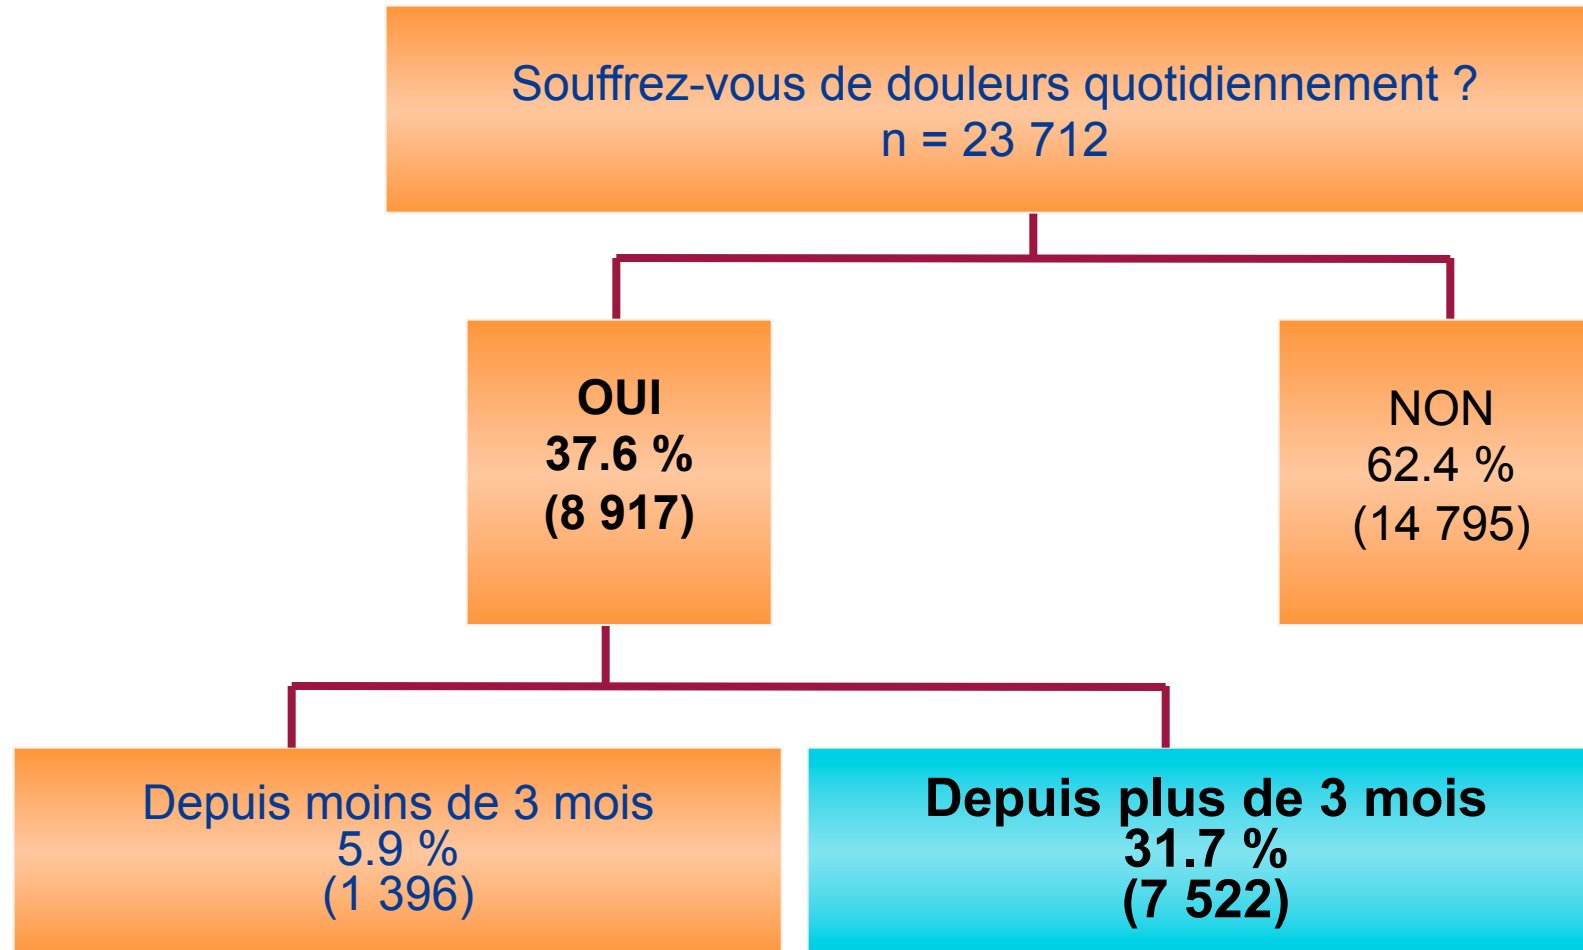 Souffrez-vous de douleurs quotidiennement ?
n = 23 712
OUI
37.6 %
(8 917)
NON
62.4 %
(14 795)
Depuis moins de 3 mois
5.9 %
(1 396)
Depuis plus de 3 mois
31.7 %
(7 522)